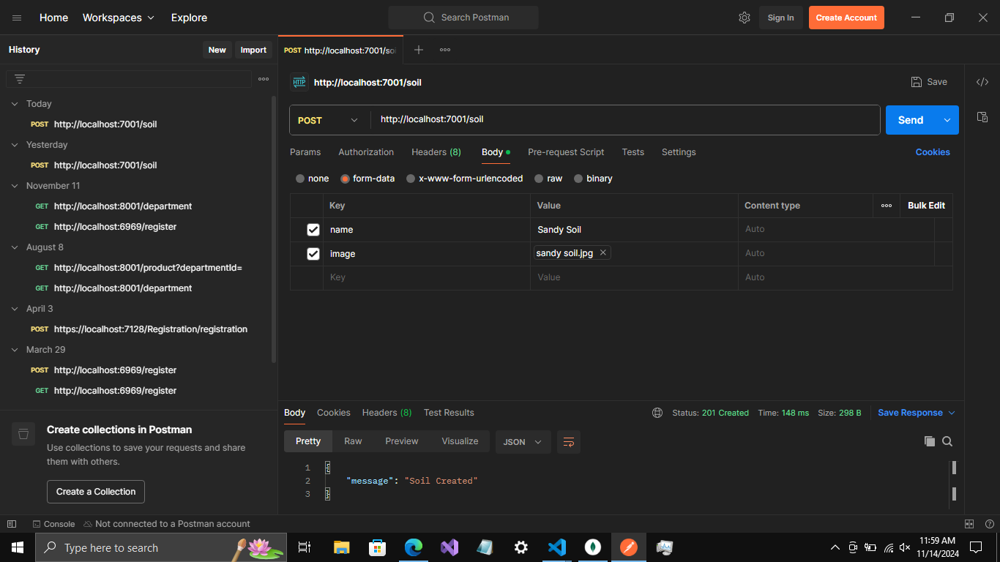 Home Workspaces Explore Search Postman Sign In Create Account
History New Import POST http://localhost:7001/soi
HTTP http://localhost:7001/soil Save
Today
POST http://localhost:7001/soil
Yesterday
POST http://localhost:7001/soil
November 11
GET http://localhost:8001/department
GET http://localhost:6969/register
August 8
GET http://localhost:8001/product?departmentId=
GET http://localhost:8001/department
April 3
POST https://localhost:7128/Registration/registration
March 29
POST http://localhost:6969/register
GET http://localhost:6969/register
Create collections in Postman
Use collections to save your requests and share
them with others.
Create a Collection
POST http://localhost:7001/soil Send
Params Authorization Headers (8) Body Pre-request Script Tests Settings Cookies
none form-data x-www-form-urlencoded raw binary
Key Value Content type Bulk Edit
name Sandy Soil Auto
image sandy soil.jpg Auto
Key Value Auto
Body Cookies Headers (8) Test Results Status: 201 Created Time: 148 ms Size: 298 B Save Response
Pretty Raw Preview Visualize JSON
1 {
2 "message": "Soil Created"
3 }
Console Not connected to a Postman account
Type here to search
11:59 AM
11/14/2024